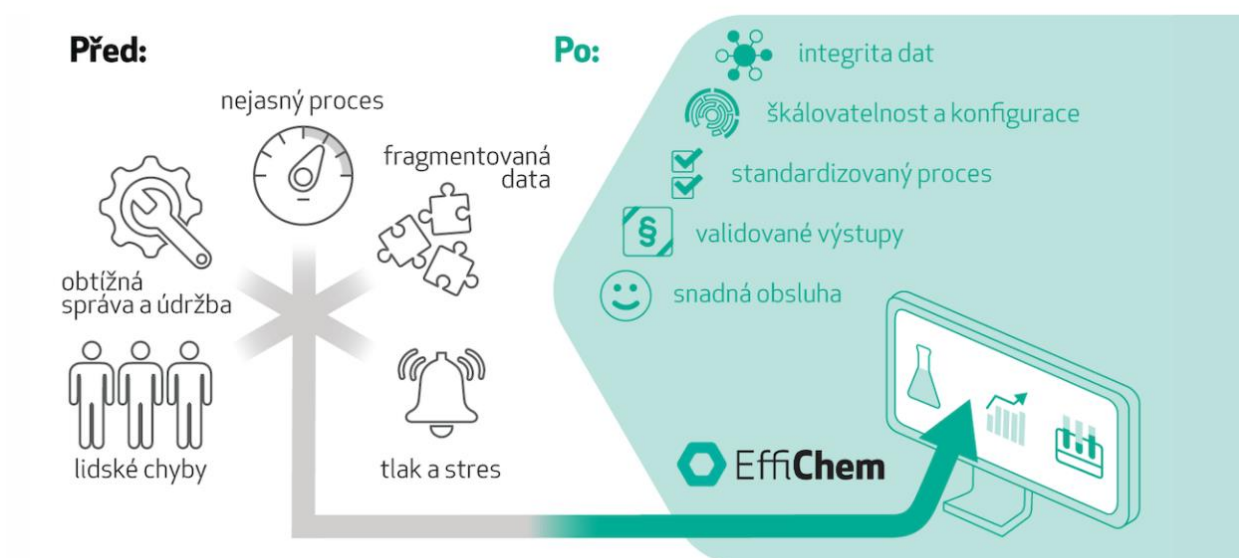 Před:
nejasný proces
fragmentovaná
data
obtížná
správa a údržba
lidské chyby
tlak a stres
Po:
integrita dat
škálovatelnost a konfigurace
standardizovaný proces
§
validované výstupy
snadná obsluha
EffiChem